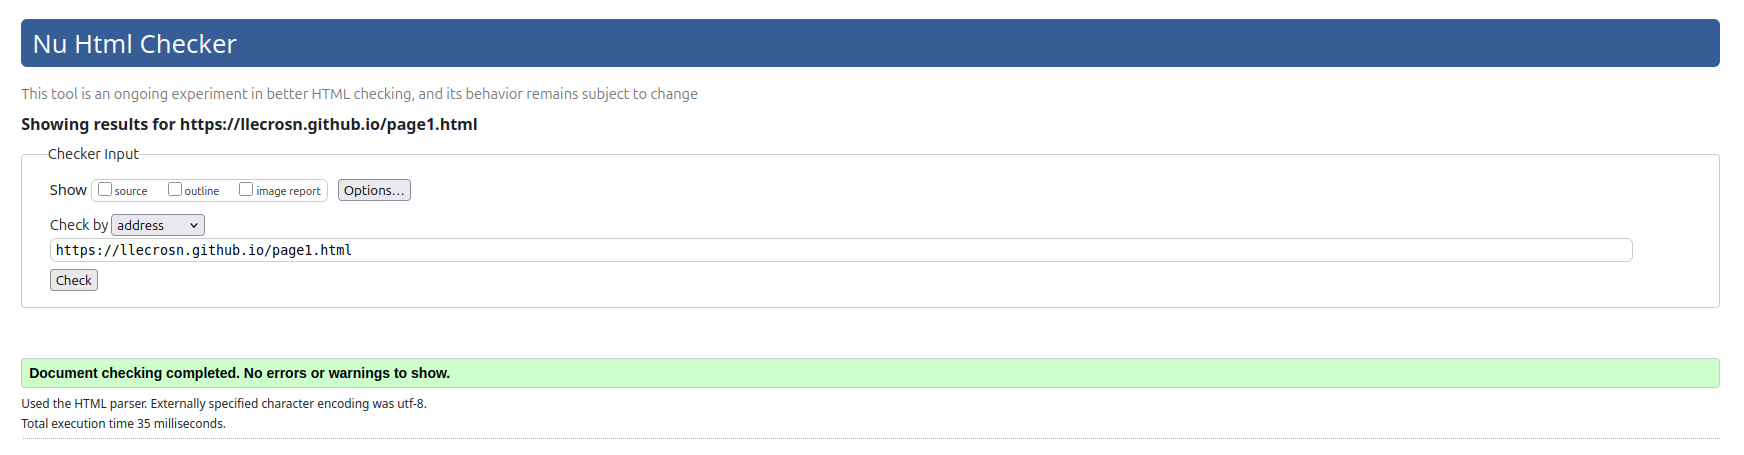 Nu Html Checker
This tool is an ongoing experiment in better HTML checking, and its behavior remains subject to change
Showing results for https://llecrosn.github.io/page1.html
Checker Input
Show source outline image report Options...
Check by address
https://llecrosn.github.io/page1.html
Check
Document checking completed. No errors or warnings to show.
Used the HTML parser. Externally specified character encoding was utf-8.
Total execution time 35 milliseconds.